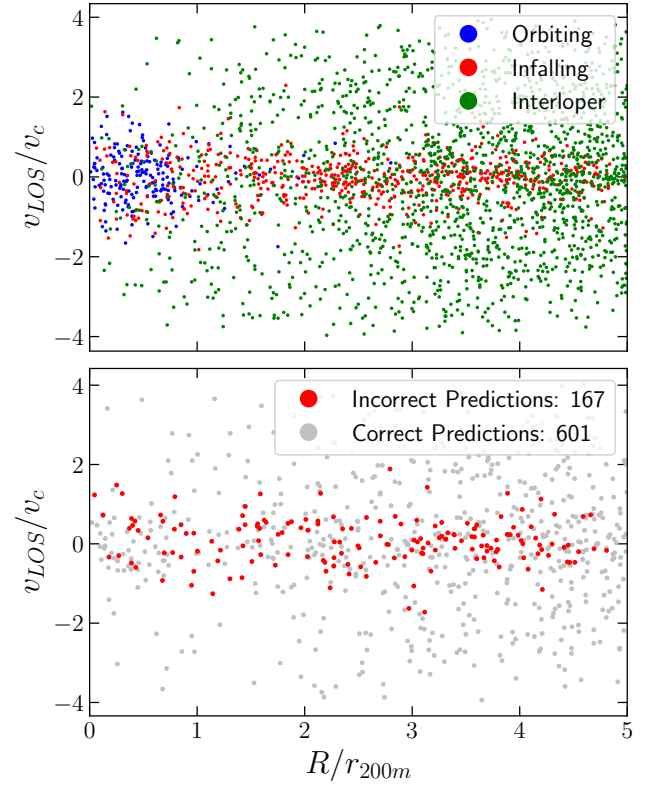 4
2
0
−2
−4
v_LOS/v_c
Orbiting
Infalling
Interloper
4
2
0
−2
−4
v_LOS/v_c
Incorrect Predictions: 167
Correct Predictions: 601
0 1 2 3 4 5
R/r_200m